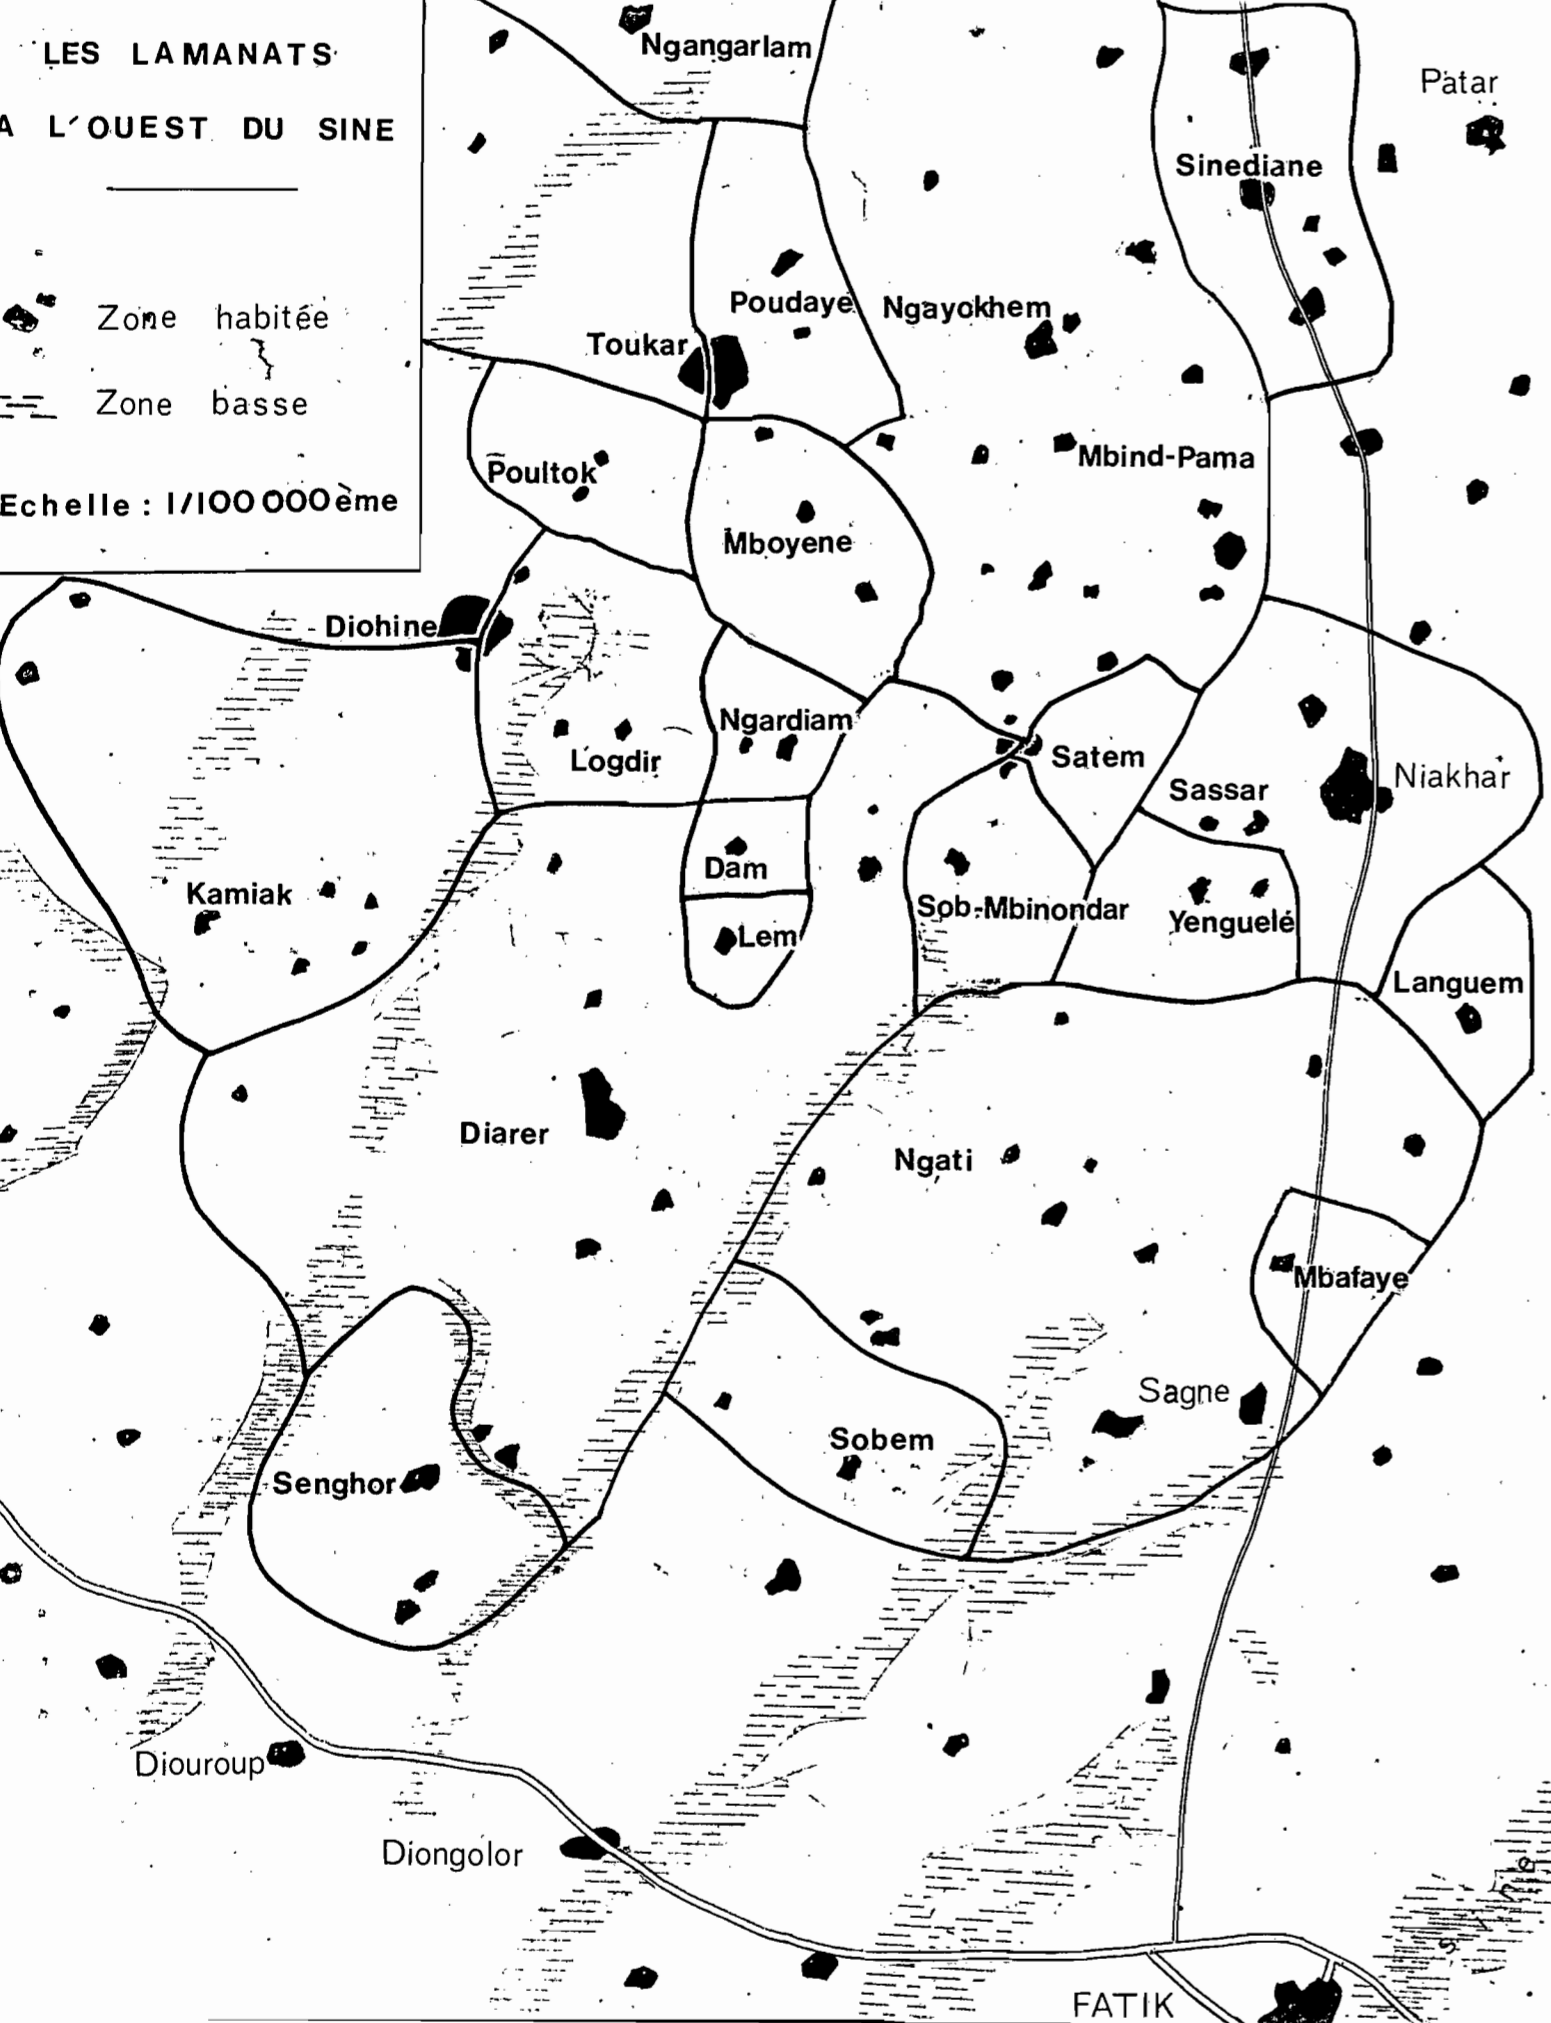 LES LAMANATS
A L'OUEST DU SINE
Zone habitée
Zone basse
Echelle : 1/100 000ème
Ngangarlam
Patar
Sinediane
Poudaye
Ngayokhem
Toukar
Mbind-Pama
Poultok
Mboyene
Diohine
Ngardiam
Logdir
Satem
Niakhar
Sassar
Dam
Kamiak
Sob-Mbinondar
Yenguelé
Lem
Languem
Diarer
Ngati
Mbafaye
Sagne
Sobem
Senghor
Diouroup
Diongolor
Sine
FATIK